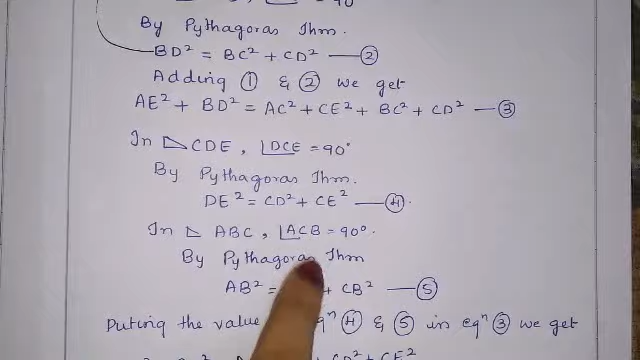 = 90
By Pythagoras Thm.
BD² = BC² + CD² — ②
Adding ① & ② we get
AE² + BD² = AC² + CE² + BC² + CD² — ③
In ⊿CDE, ∠DCE = 90°
By Pythagoras Thm.
DE² = CD² + CE² — ④
In ⊿ ABC, ∠ACB = 90°.
By Pythagoras Thm
AB² = + CB² — ⑤
Puting the value eqⁿ ④ & ⑤ in eqⁿ ③ we get